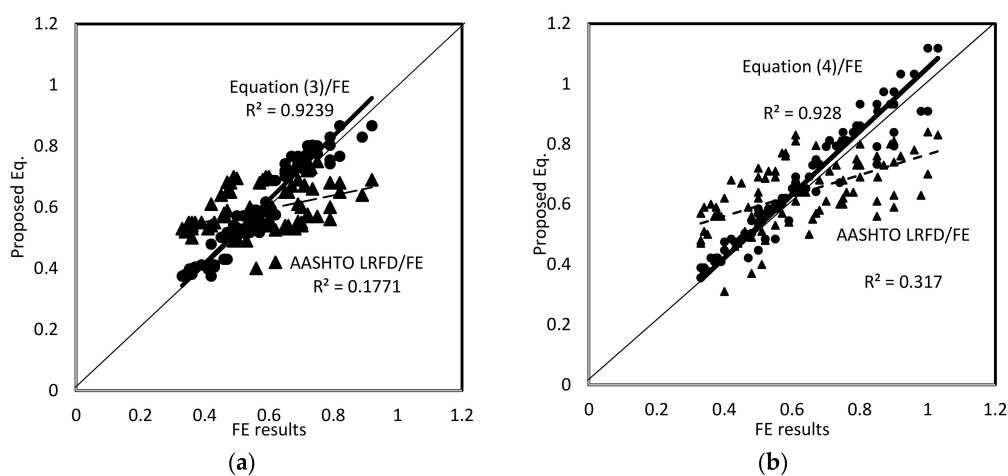 1.2
1
0.8
0.6
0.4
0.2
0
Proposed Eq.
Equation (3)/FE
R² = 0.9239
AASHTO LRFD/FE
R² = 0.1771
0 0.2 0.4 0.6 0.8 1 1.2
FE results
(a)
1.2
1
0.8
0.6
0.4
0.2
0
Proposed Eq.
Equation (4)/FE
R² = 0.928
AASHTO LRFD/FE
R² = 0.317
0 0.2 0.4 0.6 0.8 1 1.2
FE results
(b)